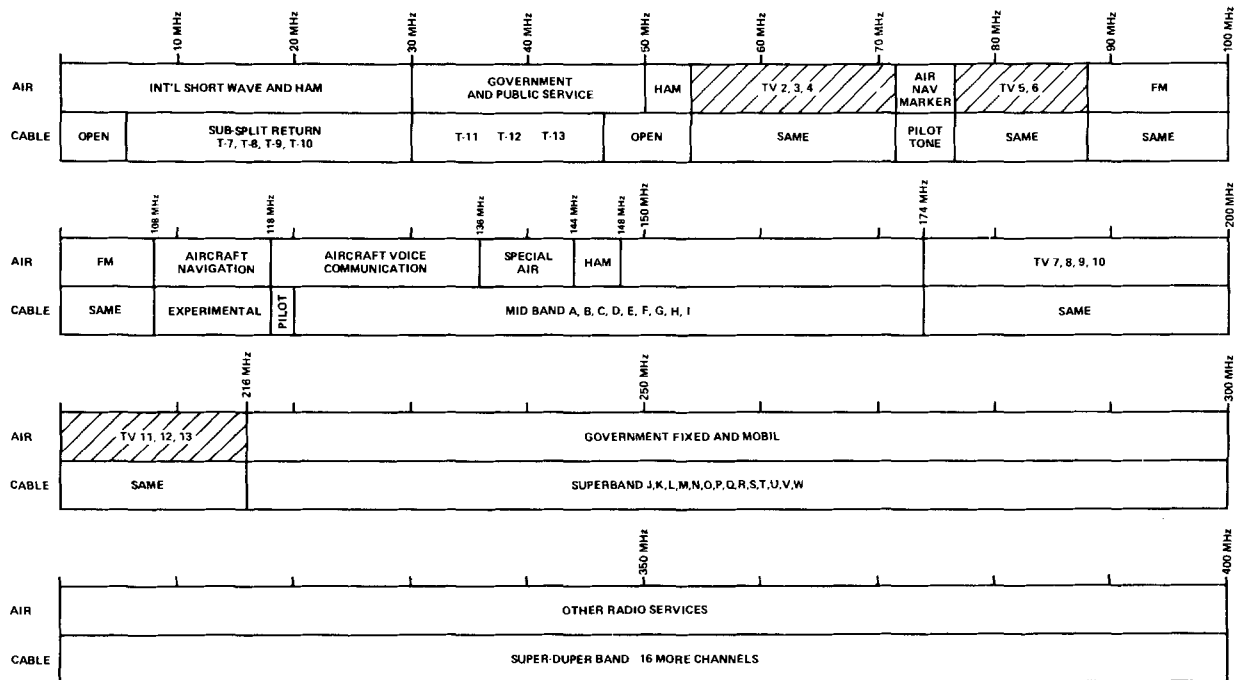 10 MHz 20 MHz 30 MHz 40 MHz 50 MHz 60 MHz 70 MHz 80 MHz 90 MHz 100 MHz
AIR
INT'L SHORT WAVE AND HAM
GOVERNMENT
AND PUBLIC SERVICE
HAM
TV 2, 3, 4
AIR
NAV
MARKER
TV 5, 6
FM
CABLE
OPEN
SUB-SPLIT RETURN
T-7, T-8, T-9, T-10
T-11 T-12 T-13
OPEN
SAME
PILOT
TONE
SAME
SAME
108 MHz 118 MHz 136 MHz 144 MHz 148 MHz 150 MHz 174 MHz 200 MHz
AIR
FM
AIRCRAFT
NAVIGATION
AIRCRAFT VOICE
COMMUNICATION
SPECIAL
AIR
HAM
TV 7, 8, 9, 10
CABLE
SAME
EXPERIMENTAL
PILOT
MID BAND A, B, C, D, E, F, G, H, I
SAME
216 MHz 250 MHz 300 MHz
AIR
TV 11, 12, 13
GOVERNMENT FIXED AND MOBIL
CABLE
SAME
SUPERBAND J,K,L,M,N,O,P,Q,R,S,T,U,V,W
350 MHz 400 MHz
AIR
OTHER RADIO SERVICES
CABLE
SUPER-DUPER BAND 16 MORE CHANNELS